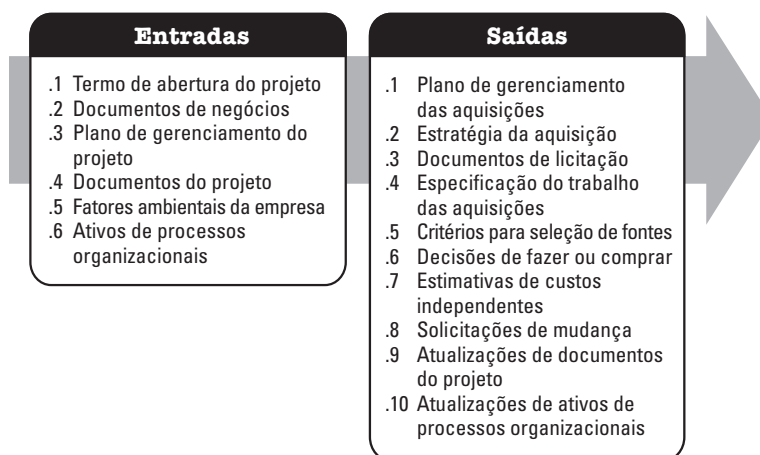 Entradas
.1 Termo de abertura do projeto
.2 Documentos de negócios
.3 Plano de gerenciamento do
projeto
.4 Documentos do projeto
.5 Fatores ambientais da empresa
.6 Ativos de processos
organizacionais
Saídas
.1 Plano de gerenciamento
das aquisições
.2 Estratégia da aquisição
.3 Documentos de licitação
.4 Especificação do trabalho
das aquisições
.5 Critérios para seleção de fontes
.6 Decisões de fazer ou comprar
.7 Estimativas de custos
independentes
.8 Solicitações de mudança
.9 Atualizações de documentos
do projeto
.10 Atualizações de ativos de
processos organizacionais